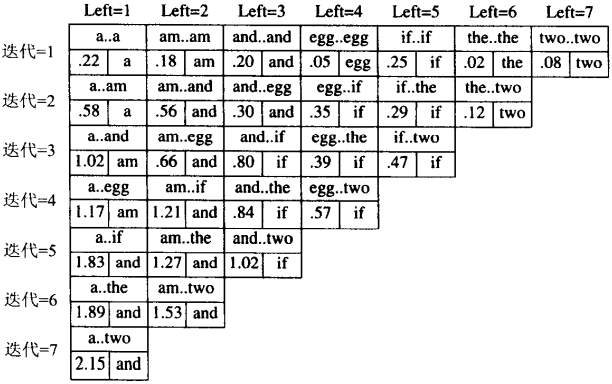 Left=1 Left=2 Left=3 Left=4 Left=5 Left=6 Left=7
迭代=1
a..a am..am and..and egg..egg if..if the..the two..two
.22 a .18 am .20 and .05 egg .25 if .02 the .08 two
迭代=2
a..am am..and and..egg egg..if if..the the..two
.58 a .56 and .30 and .35 if .29 if .12 two
迭代=3
a..and am..egg and..if egg..the if..two
1.02 am .66 and .80 if .39 if .47 if
迭代=4
a..egg am..if and..the egg..two
1.17 am 1.21 and .84 if .57 if
迭代=5
a..if am..the and..two
1.83 and 1.27 and 1.02 if
迭代=6
a..the am..two
1.89 and 1.53 and
迭代=7
a..two
2.15 and